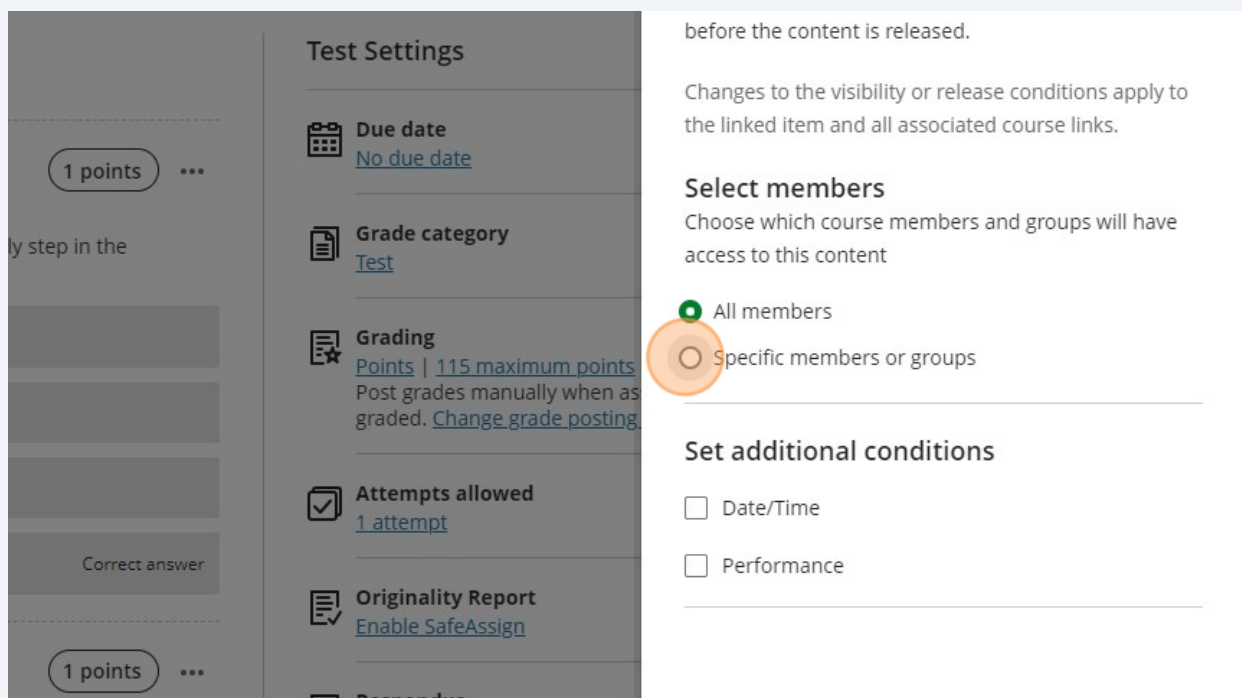 1 points
ly step in the
Correct answer
1 points
Test Settings
Due date
No due date
Grade category
Test
Grading
Points | 115 maximum points
Post grades manually when as
graded. Change grade posting
Attempts allowed
1 attempt
Originality Report
Enable SafeAssign
before the content is released.
Changes to the visibility or release conditions apply to
the linked item and all associated course links.
Select members
Choose which course members and groups will have
access to this content
All members
Specific members or groups
Set additional conditions
Date/Time
Performance